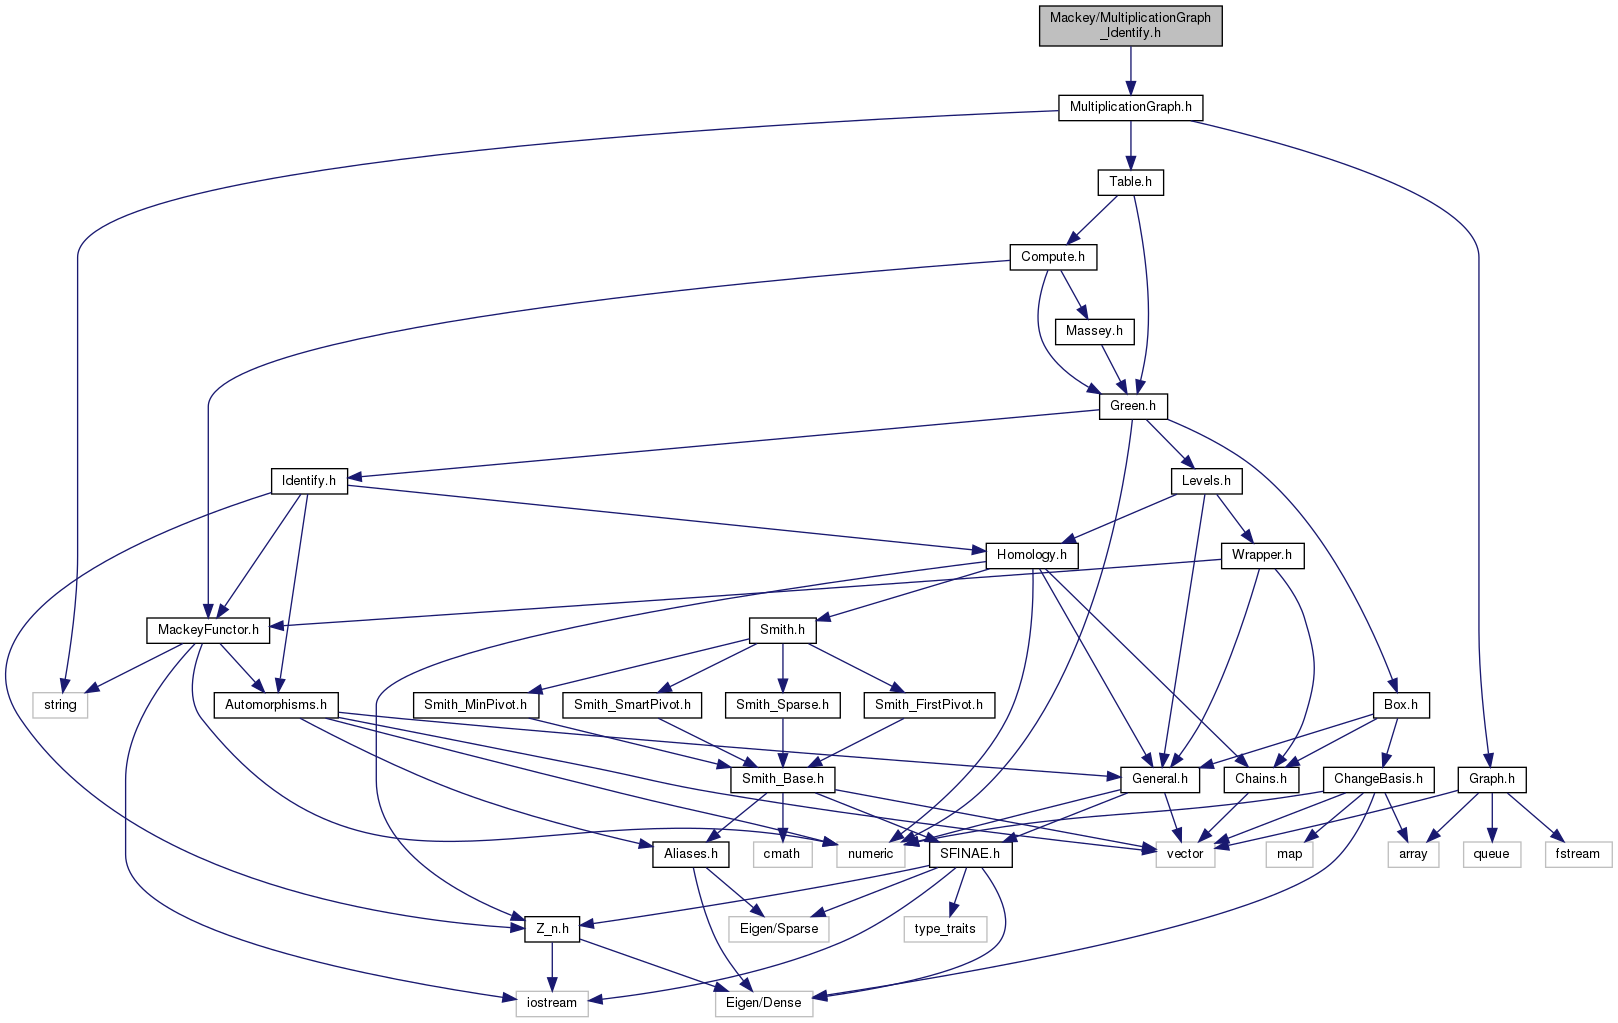 Mackey/MultiplicationGraph
_Identify.h
MultiplicationGraph.h
Table.h
Compute.h
Massey.h
Green.h
Identify.h
Levels.h
Homology.h
Wrapper.h
MackeyFunctor.h
Smith.h
string
Automorphisms.h
Smith_MinPivot.h
Smith_SmartPivot.h
Smith_Sparse.h
Smith_FirstPivot.h
Box.h
Smith_Base.h
General.h
Chains.h
ChangeBasis.h
Graph.h
Aliases.h
cmath
numeric
SFINAE.h
vector
map
array
queue
fstream
Z_n.h
Eigen/Sparse
type_traits
iostream
Eigen/Dense